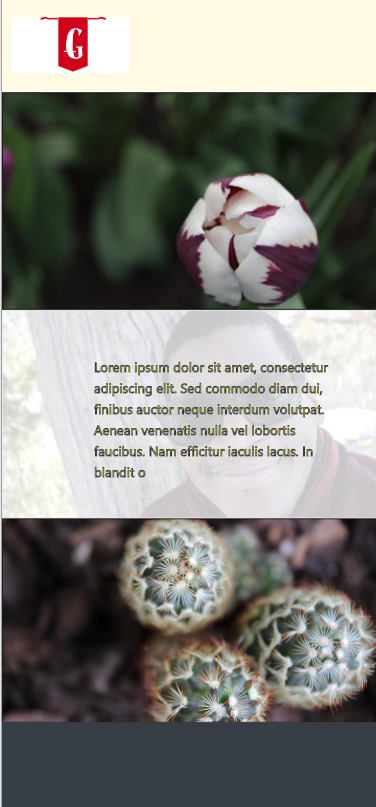 G
Lorem ipsum dolor sit amet, consectetur
adipiscing elit. Sed commodo diam dui,
finibus auctor neque interdum volutpat.
Aenean venenatis nulla vel lobortis
faucibus. Nam efficitur iaculis lacus. In
blandit o